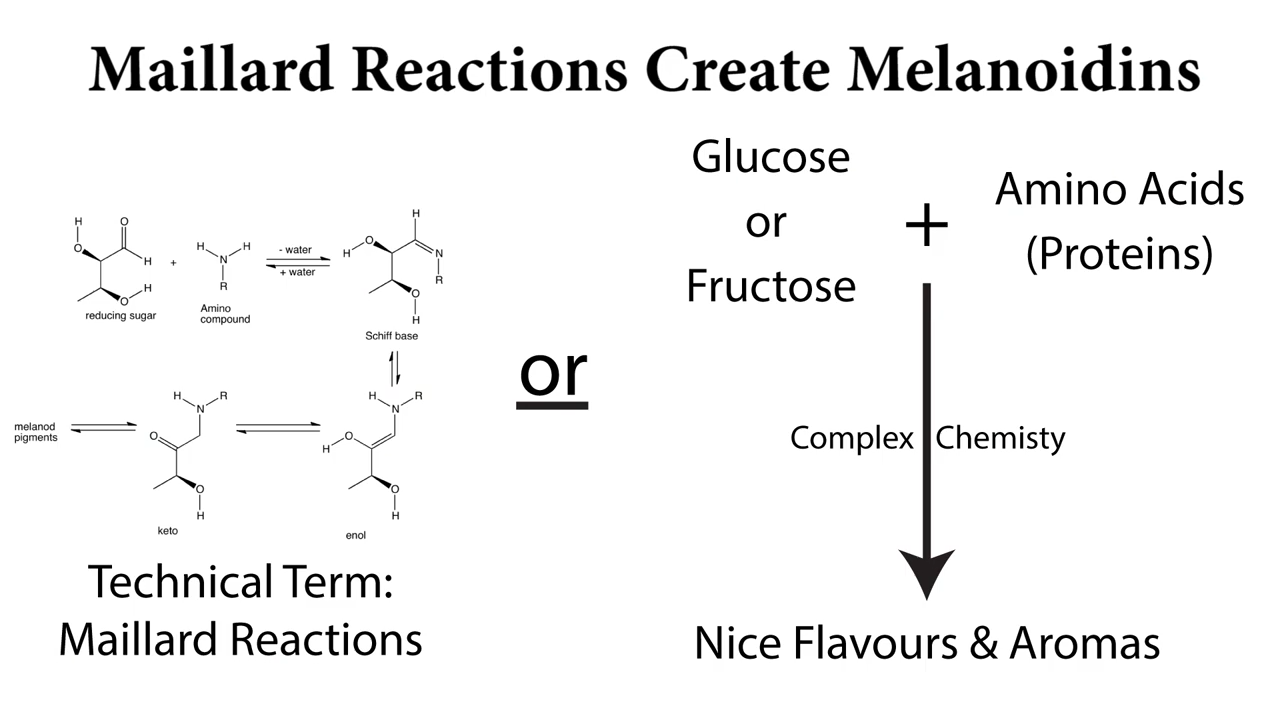 Maillard Reactions Create Melanoidins
H
O
O
H
H
O
reducing sugar
+
H
H
N
R
Amino
compound
- water
+ water
H
H
O
N
R
O
H
Schiff base
melanod
pigments
H
R
N
O
O
H
keto
H
R
N
O
H
O
H
enol
Technical Term:
Maillard Reactions
or
Glucose
or
Fructose
+
Amino Acids
(Proteins)
Complex Chemisty
Nice Flavours & Aromas